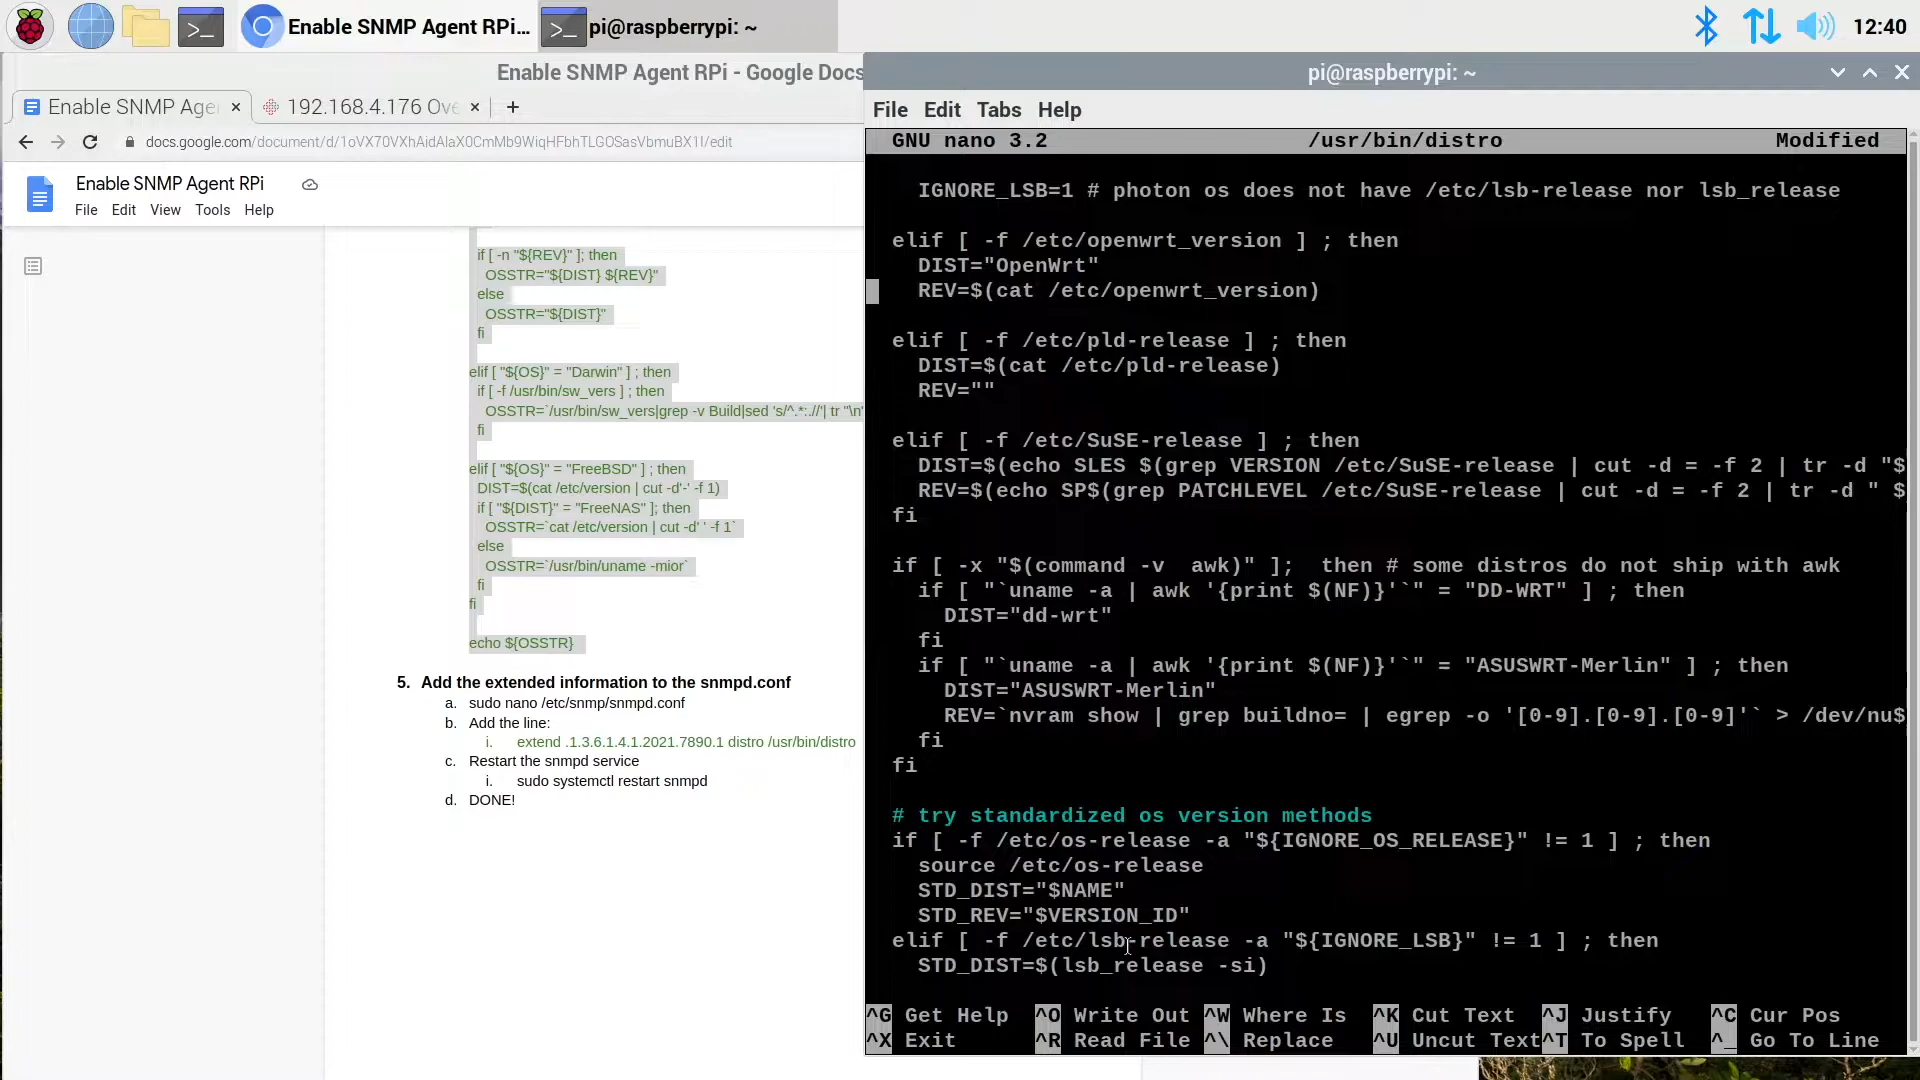 Enable SNMP Agent RPi…
pi@raspberrypi: ~
12:40
Enable SNMP Agent RPi - Google Docs
Enable SNMP Age
192.168.4.176 Ove
docs.google.com/document/d/1oVX70VXhAidAlaX0CmMb9WiqHFbhTLGOSasVbmuBX1I/edit
Enable SNMP Agent RPi
File Edit View Tools Help
if [ -n "${REV}" ]; then
OSSTR="${DIST} ${REV}"
else
OSSTR="${DIST}"
fi
elif [ "${OS}" = "Darwin" ] ; then
if [ -f /usr/bin/sw_vers ] ; then
OSSTR=`/usr/bin/sw_vers|grep -v Build|sed 's/^.*:.//'| tr "\n"
fi
elif [ "${OS}" = "FreeBSD" ] ; then
DIST=$(cat /etc/version | cut -d'-' -f 1)
if [ "${DIST}" = "FreeNAS" ]; then
OSSTR=`cat /etc/version | cut -d' ' -f 1`
else
OSSTR=`/usr/bin/uname -mior`
fi
fi
echo ${OSSTR}
5. Add the extended information to the snmpd.conf
a. sudo nano /etc/snmp/snmpd.conf
b. Add the line:
i. extend .1.3.6.1.4.1.2021.7890.1 distro /usr/bin/distro
c. Restart the snmpd service
i. sudo systemctl restart snmpd
d. DONE!
pi@raspberrypi: ~
File Edit Tabs Help
GNU nano 3.2 /usr/bin/distro Modified
IGNORE_LSB=1 # photon os does not have /etc/lsb-release nor lsb_release
elif [ -f /etc/openwrt_version ] ; then
DIST="OpenWrt"
REV=$(cat /etc/openwrt_version)
elif [ -f /etc/pld-release ] ; then
DIST=$(cat /etc/pld-release)
REV=""
elif [ -f /etc/SuSE-release ] ; then
DIST=$(echo SLES $(grep VERSION /etc/SuSE-release | cut -d = -f 2 | tr -d "$
REV=$(echo SP$(grep PATCHLEVEL /etc/SuSE-release | cut -d = -f 2 | tr -d " $
fi
if [ -x "$(command -v  awk)" ];  then # some distros do not ship with awk
if [ "`uname -a | awk '{print $(NF)}'`" = "DD-WRT" ] ; then
DIST="dd-wrt"
fi
if [ "`uname -a | awk '{print $(NF)}'`" = "ASUSWRT-Merlin" ] ; then
DIST="ASUSWRT-Merlin"
REV=`nvram show | grep buildno= | egrep -o '[0-9].[0-9].[0-9]'` > /dev/nu$
fi
fi
# try standardized os version methods
if [ -f /etc/os-release -a "${IGNORE_OS_RELEASE}" != 1 ] ; then
source /etc/os-release
STD_DIST="$NAME"
STD_REV="$VERSION_ID"
elif [ -f /etc/lsb-release -a "${IGNORE_LSB}" != 1 ] ; then
STD_DIST=$(lsb_release -si)
^G Get Help ^O Write Out ^W Where Is ^K Cut Text ^J Justify ^C Cur Pos
^X Exit ^R Read File ^\ Replace ^U Uncut Text ^T To Spell ^_ Go To Line